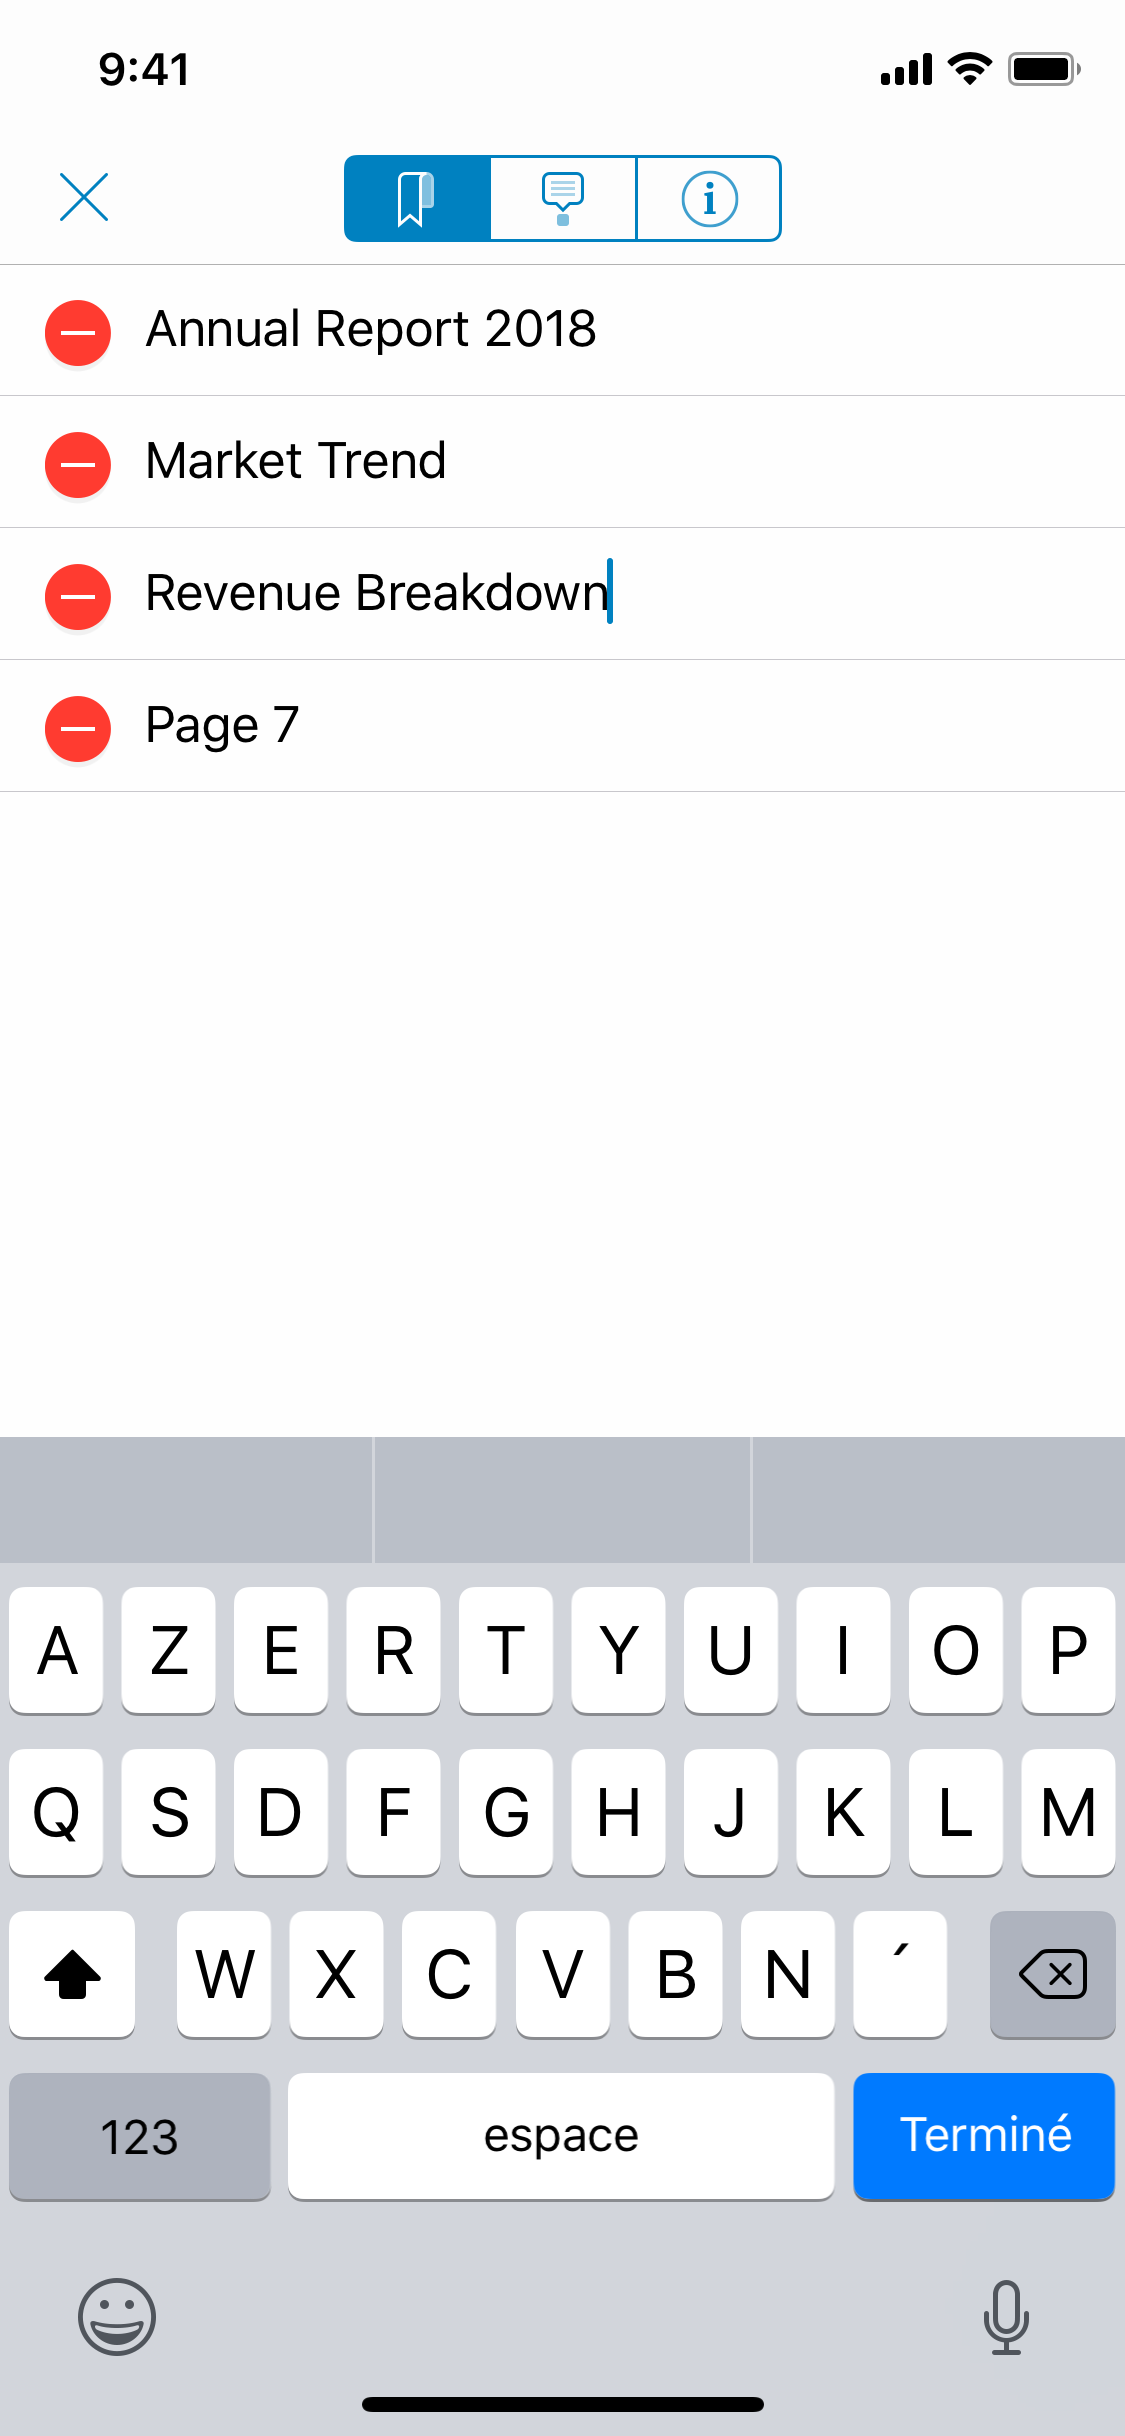 9:41
i
Annual Report 2018
Market Trend
Revenue Breakdown
Page 7
A Z E R T Y U I O P
Q S D F G H J K L M
W X C V B N ´
123 espace Terminé